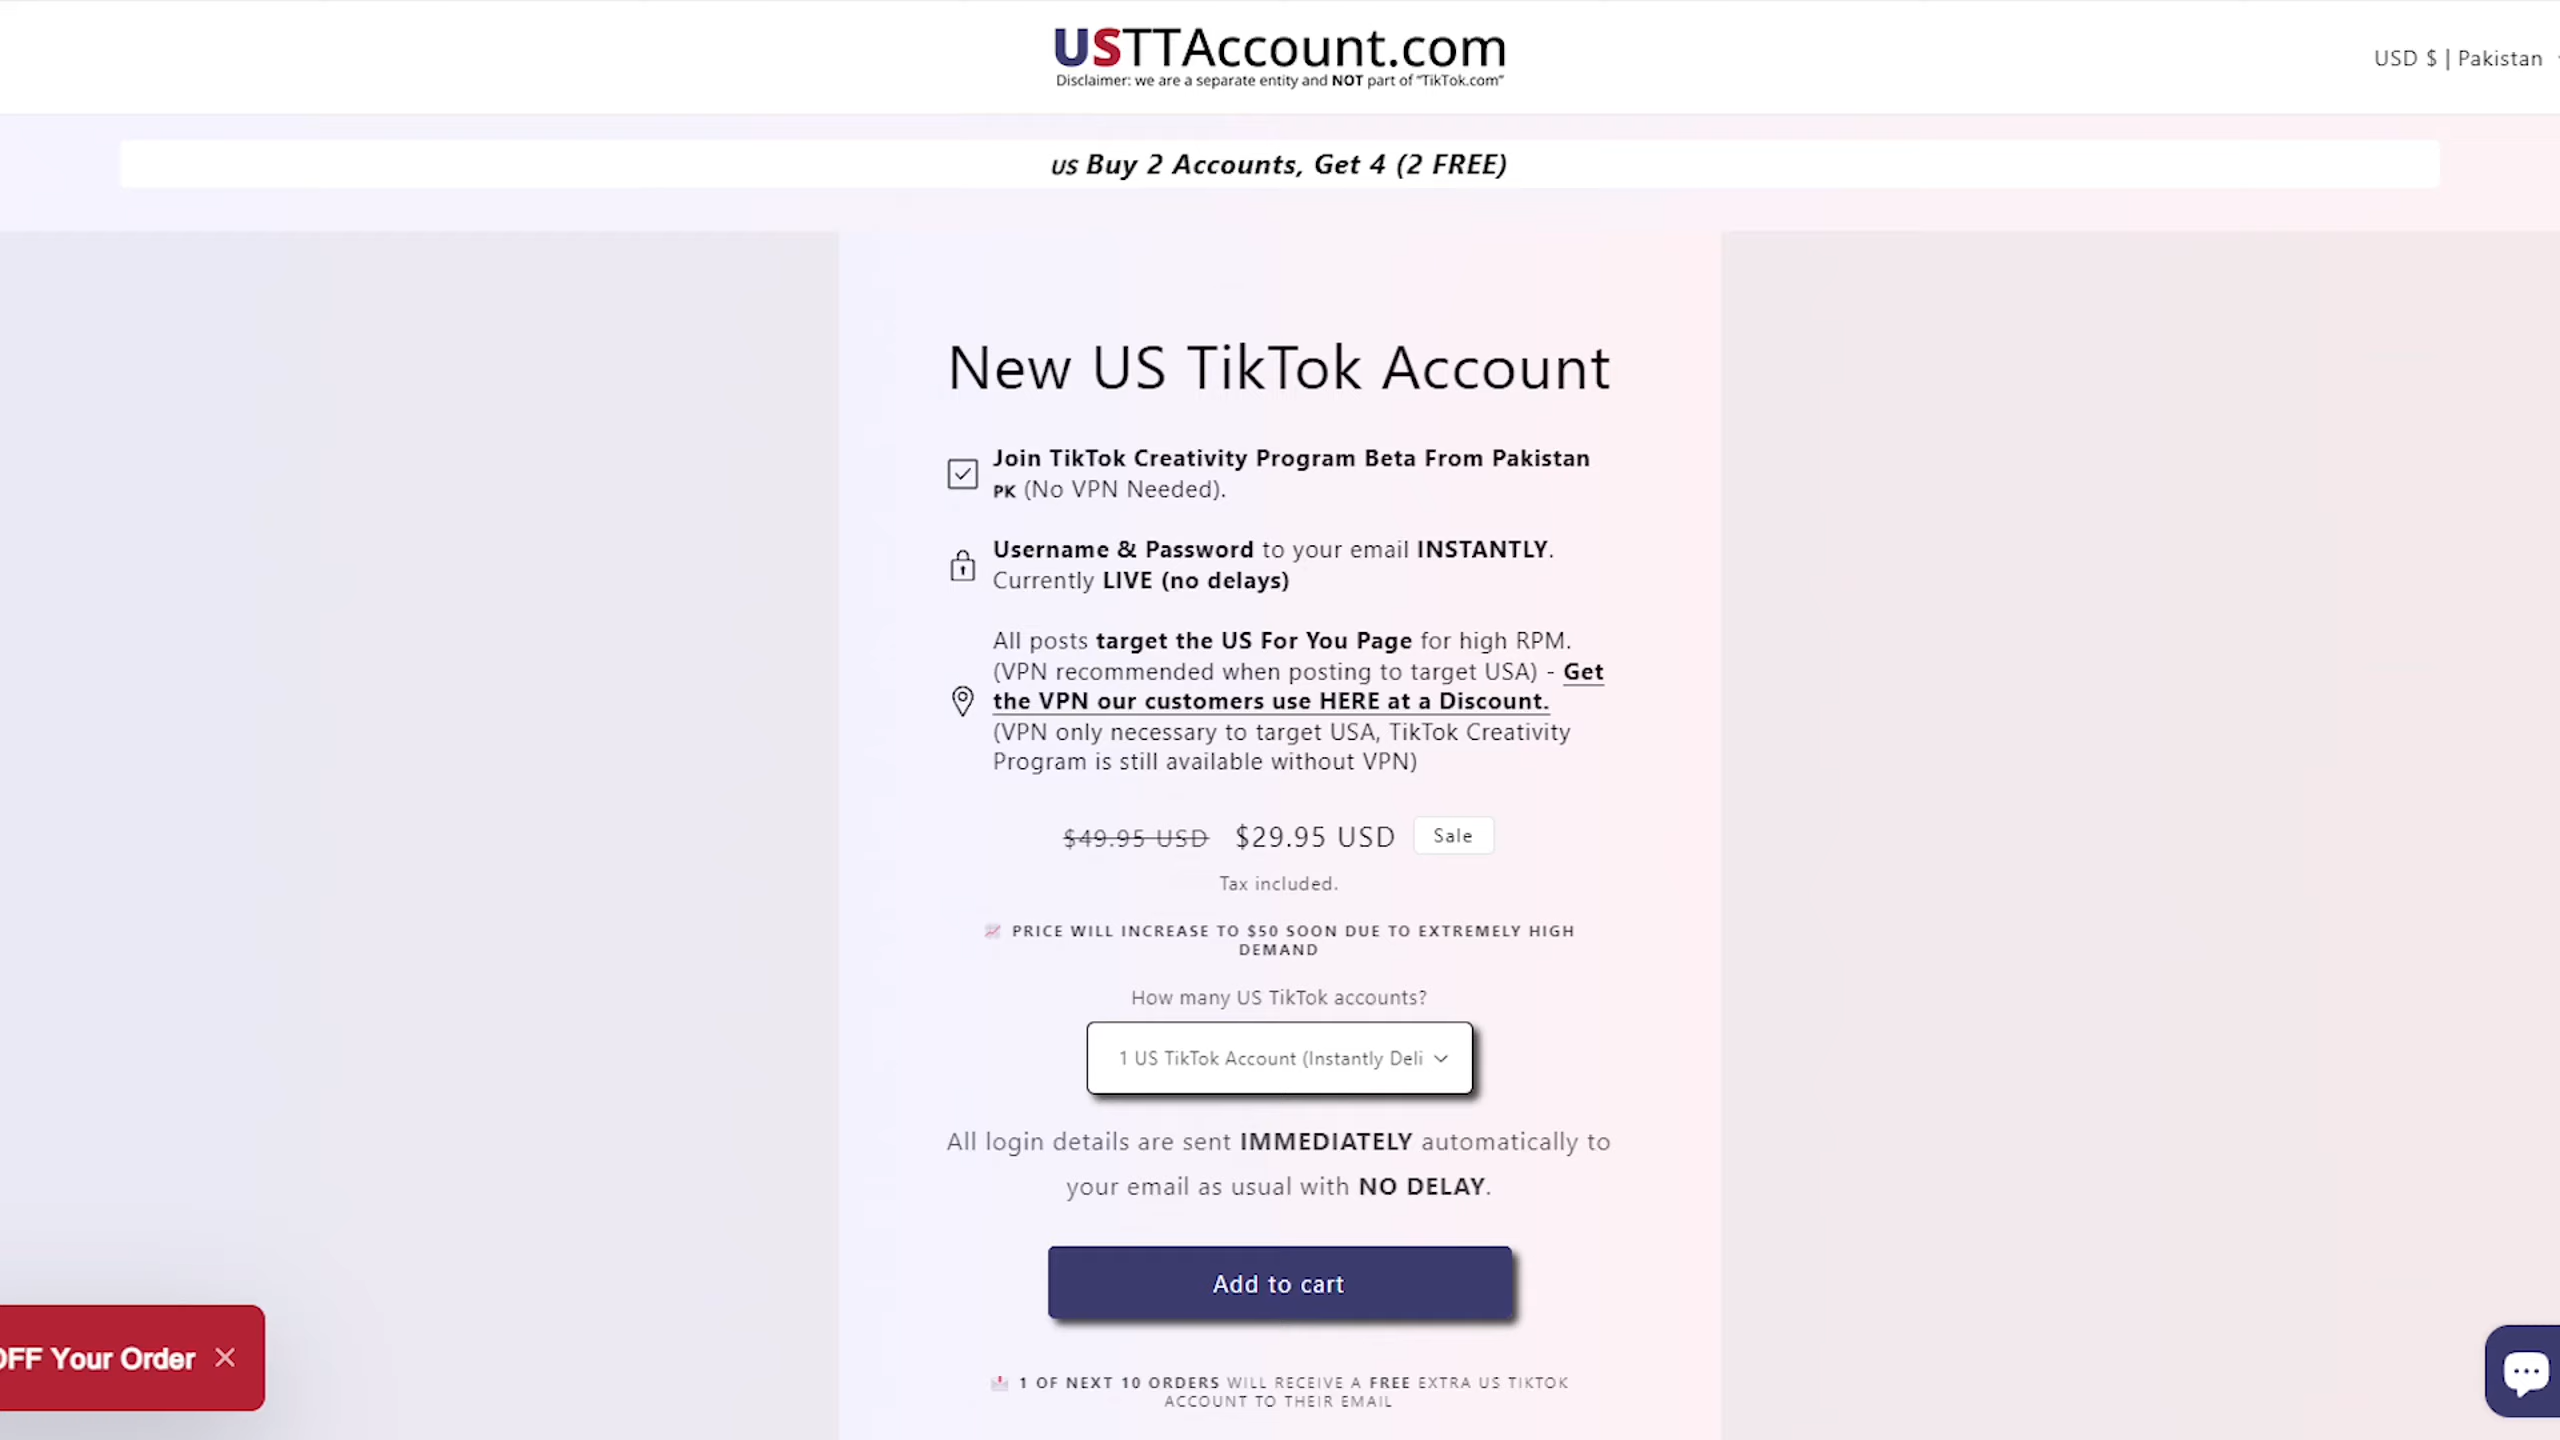 USTTAccount.com
Disclaimer: we are a separate entity and NOT part of "TikTok.com"
USD $ | Pakistan
US Buy 2 Accounts, Get 4 (2 FREE)
New US TikTok Account
Join TikTok Creativity Program Beta From Pakistan
PK (No VPN Needed).
Username & Password to your email INSTANTLY.
Currently LIVE (no delays)
All posts target the US For You Page for high RPM.
(VPN recommended when posting to target USA) - Get
the VPN our customers use HERE at a Discount.
(VPN only necessary to target USA, TikTok Creativity
Program is still available without VPN)
$49.95 USD $29.95 USD Sale
Tax included.
PRICE WILL INCREASE TO $50 SOON DUE TO EXTREMELY HIGH
DEMAND
How many US TikTok accounts?
1 US TikTok Account (Instantly Deli
All login details are sent IMMEDIATELY automatically to
your email as usual with NO DELAY.
Add to cart
OFF Your Order
1 OF NEXT 10 ORDERS WILL RECEIVE A FREE EXTRA US TIKTOK
ACCOUNT TO THEIR EMAIL